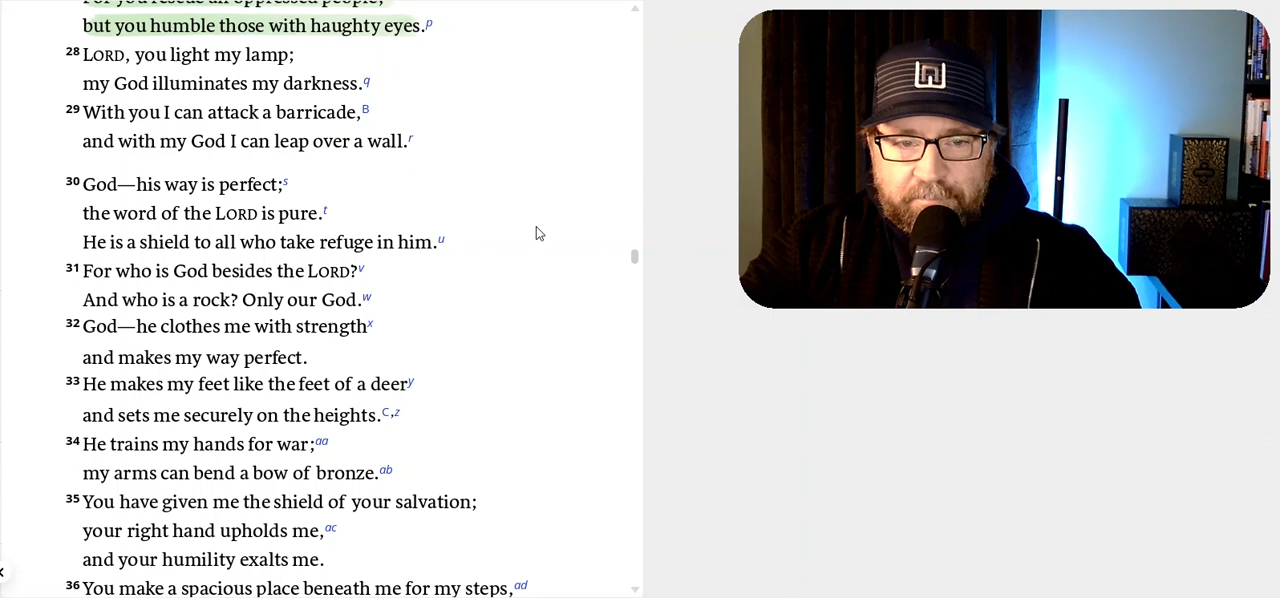 but you humble those with haughty eyes.p
28 LORD, you light my lamp;
my God illuminates my darkness.q
29 With you I can attack a barricade,B
and with my God I can leap over a wall.r
30 God—his way is perfect;s
the word of the LORD is pure.t
He is a shield to all who take refuge in him.u
31 For who is God besides the LORD?v
And who is a rock? Only our God.w
32 God—he clothes me with strengthx
and makes my way perfect.
33 He makes my feet like the feet of a deery
and sets me securely on the heights.C,z
34 He trains my hands for war;aa
my arms can bend a bow of bronze.ab
35 You have given me the shield of your salvation;
your right hand upholds me,ac
and your humility exalts me.
36 You make a spacious place beneath me for my steps,ad